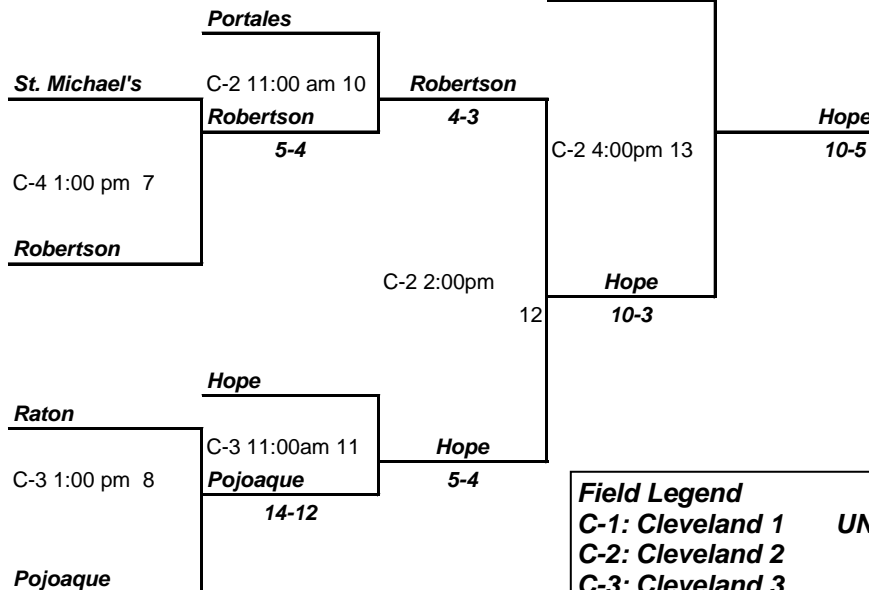 Portales
St. Michael's
C-2 11:00 am 10
Robertson
Robertson
4-3
Hope
5-4
C-2 4:00pm 13
10-5
C-4 1:00 pm 7
Robertson
C-2 2:00pm
Hope
12
10-3
Hope
Raton
C-3 11:00am 11
Hope
C-3 1:00 pm 8
Pojoaque
5-4
14-12
Field Legend
C-1: Cleveland 1
C-2: Cleveland 2
C-3: Cleveland 3
Pojoaque